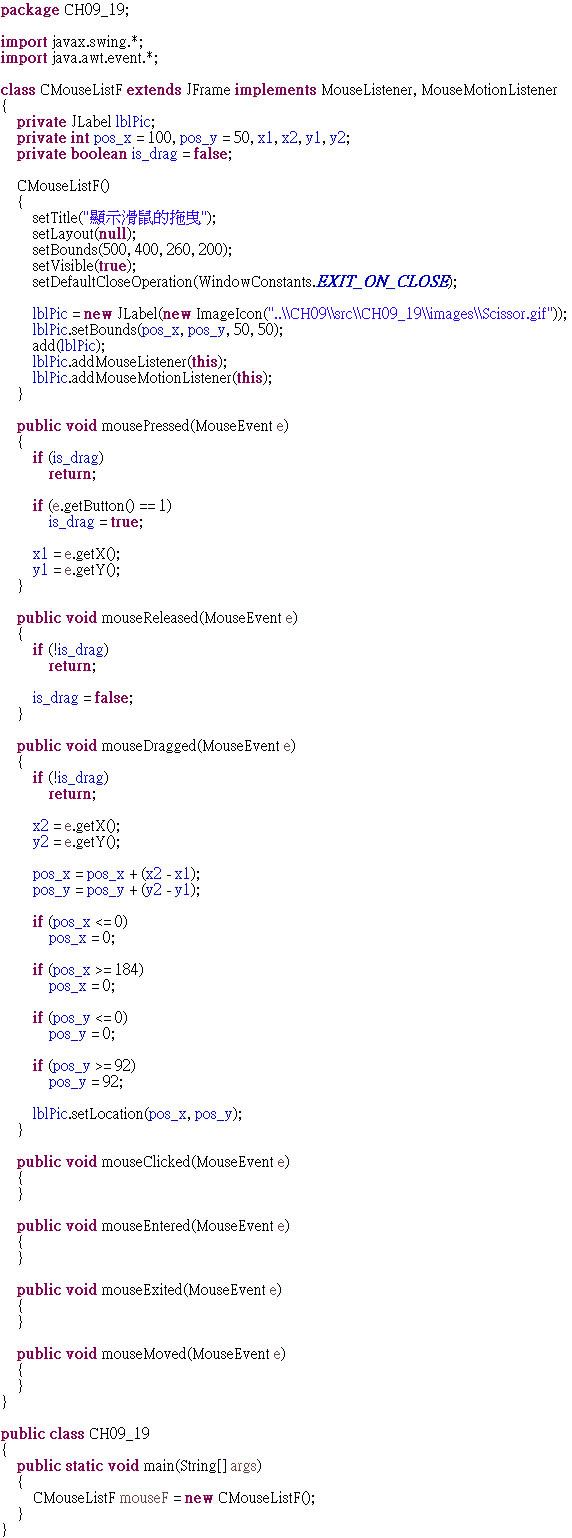 package CH09_19;
import javax.swing.*;
import java.awt.event.*;
class CMouseListF extends JFrame implements MouseListener, MouseMotionListener
{
    private JLabel lblPic;
    private int pos_x = 100, pos_y = 50, x1, x2, y1, y2;
    private boolean is_drag = false;
    CMouseListF()
    {
        setTitle("顯示滑鼠的拖曳");
        setLayout(null);
        setBounds(500, 400, 260, 200);
        setVisible(true);
        setDefaultCloseOperation(WindowConstants.EXIT_ON_CLOSE);
        lblPic = new JLabel(new ImageIcon("..\\CH09\\src\\CH09_19\\images\\Scissor.gif"));
        lblPic.setBounds(pos_x, pos_y, 50, 50);
        add(lblPic);
        lblPic.addMouseListener(this);
        lblPic.addMouseMotionListener(this);
    }
    public void mousePressed(MouseEvent e)
    {
        if (is_drag)
            return;
        if (e.getButton() == 1)
            is_drag = true;
        x1 = e.getX();
        y1 = e.getY();
    }
    public void mouseReleased(MouseEvent e)
    {
        if (!is_drag)
            return;
        is_drag = false;
    }
    public void mouseDragged(MouseEvent e)
    {
        if (!is_drag)
            return;
        x2 = e.getX();
        y2 = e.getY();
        pos_x = pos_x + (x2 - x1);
        pos_y = pos_y + (y2 - y1);
        if (pos_x <= 0)
            pos_x = 0;
        if (pos_x >= 184)
            pos_x = 0;
        if (pos_y <= 0)
            pos_y = 0;
        if (pos_y >= 92)
            pos_y = 92;
        lblPic.setLocation(pos_x, pos_y);
    }
    public void mouseClicked(MouseEvent e)
    {
    }
    public void mouseEntered(MouseEvent e)
    {
    }
    public void mouseExited(MouseEvent e)
    {
    }
    public void mouseMoved(MouseEvent e)
    {
    }
}
public class CH09_19
{
    public static void main(String[] args)
    {
        CMouseListF mouseF = new CMouseListF();
    }
}